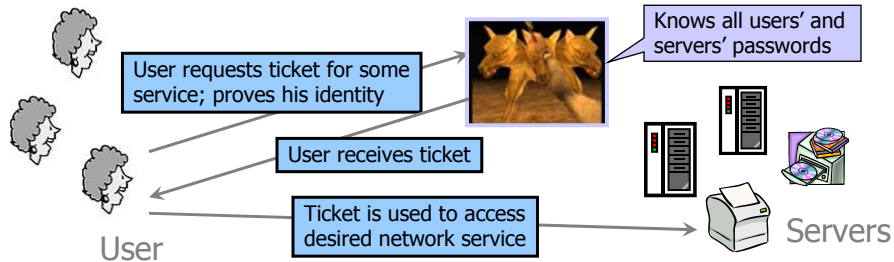 Knows all users’ and
servers’ passwords
User requests ticket for some
service; proves his identity
User receives ticket
Ticket is used to access
desired network service
User
Servers